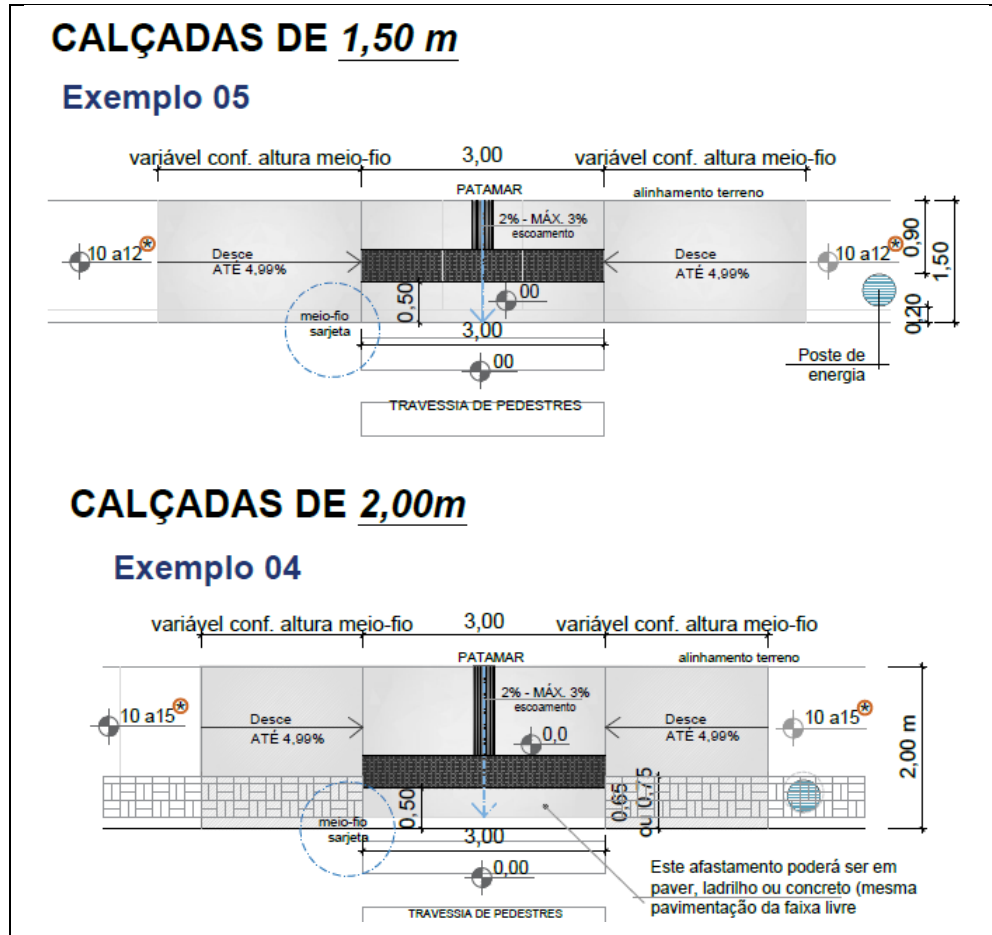 CALÇADAS DE 1,50 m
Exemplo 05
variável conf. altura meio-fio
3,00
variável conf. altura meio-fio
PATAMAR
alinhamento terreno
2% - MÁX. 3%
escoamento
10 a12
Desce
ATÉ 4,99%
Desce
ATÉ 4,99%
10 a12
0,90
1,50
0,20
0,50
00
meio-fio
sarjeta
3,00
00
Poste de
energia
TRAVESSIA DE PEDESTRES
CALÇADAS DE 2,00m
Exemplo 04
variável conf. altura meio-fio
3,00
variável conf. altura meio-fio
PATAMAR
alinhamento terreno
2% - MÁX. 3%
escoamento
10 a15
Desce
ATÉ 4,99%
0,0
Desce
ATÉ 4,99%
10 a15
2,00 m
0,50
0,65
ou 0,75
meio-fio
sarjeta
3,00
0,00
Este afastamento poderá ser em
paver, ladrilho ou concreto (mesma
pavimentação da faixa livre
TRAVESSIA DE PEDESTRES